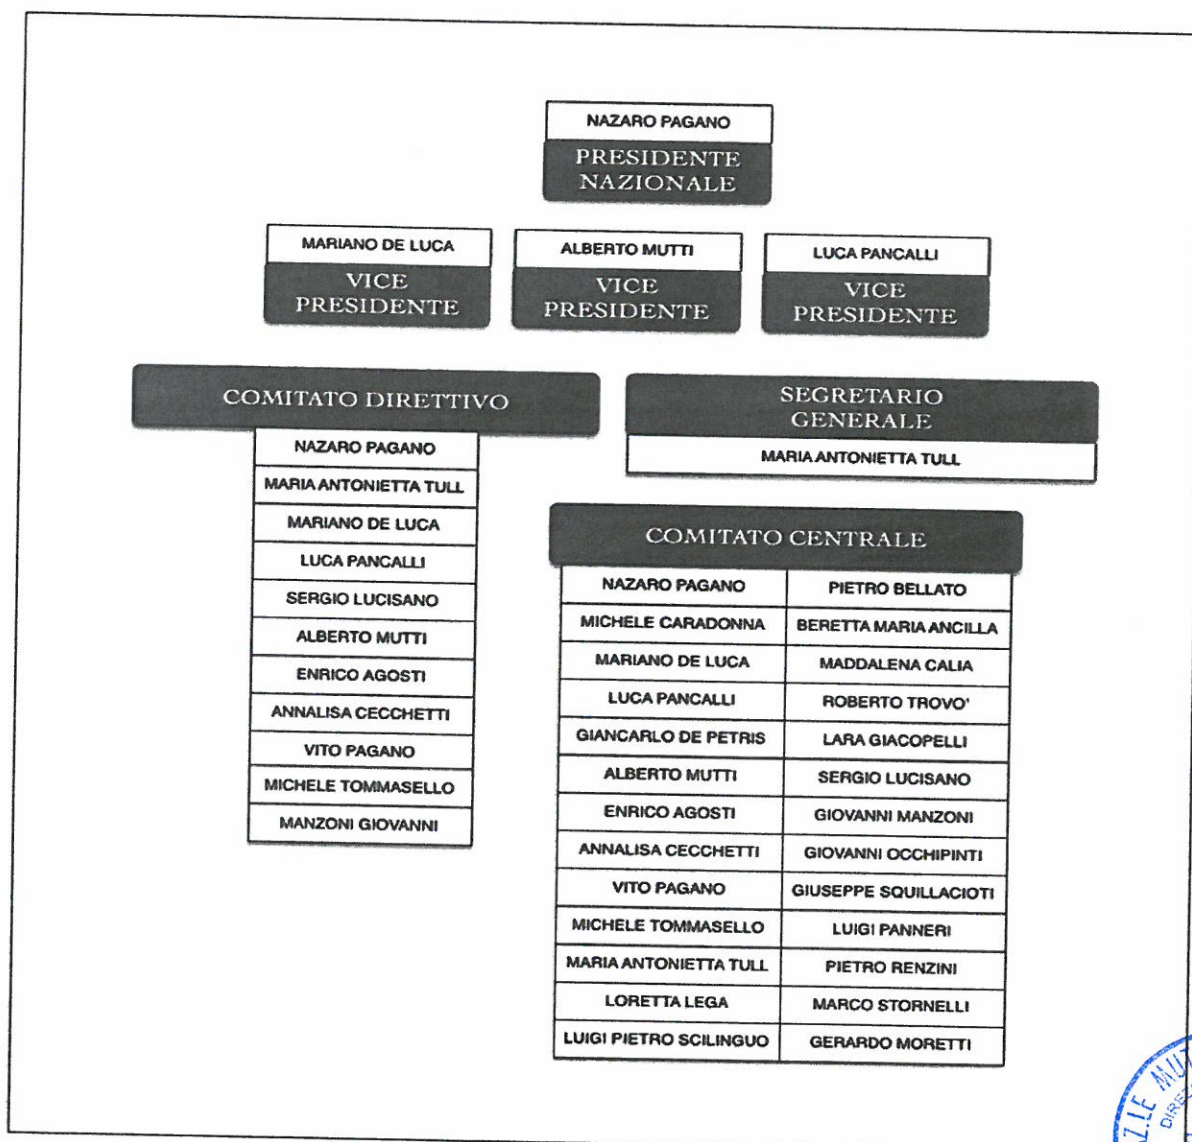 NAZARO PAGANO
PRESIDENTE
NAZIONALE
MARIANO DE LUCA
VICE
PRESIDENTE
ALBERTO MUTTI
VICE
PRESIDENTE
LUCA PANCALLI
VICE
PRESIDENTE
COMITATO DIRETTIVO
NAZARO PAGANO
MARIA ANTONIETTA TULL
MARIANO DE LUCA
LUCA PANCALLI
SERGIO LUCISANO
ALBERTO MUTTI
ENRICO AGOSTI
ANNALISA CECCHETTI
VITO PAGANO
MICHELE TOMMASELLO
MANZONI GIOVANNI
SEGRETARIO
GENERALE
MARIA ANTONIETTA TULL
COMITATO CENTRALE
NAZARO PAGANO PIETRO BELLATO
MICHELE CARADONNA BERETTA MARIA ANCILLA
MARIANO DE LUCA MADDALENA CALIA
LUCA PANCALLI ROBERTO TROVO'
GIANCARLO DE PETRIS LARA GIACOPELLI
ALBERTO MUTTI SERGIO LUCISANO
ENRICO AGOSTI GIOVANNI MANZONI
ANNALISA CECCHETTI GIOVANNI OCCHIPINTI
VITO PAGANO GIUSEPPE SQUILLACIOTI
MICHELE TOMMASELLO LUIGI PANNERI
MARIA ANTONIETTA TULL PIETRO RENZINI
LORETTA LEGA MARCO STORNELLI
LUIGI PIETRO SCILINGUO GERARDO MORETTI